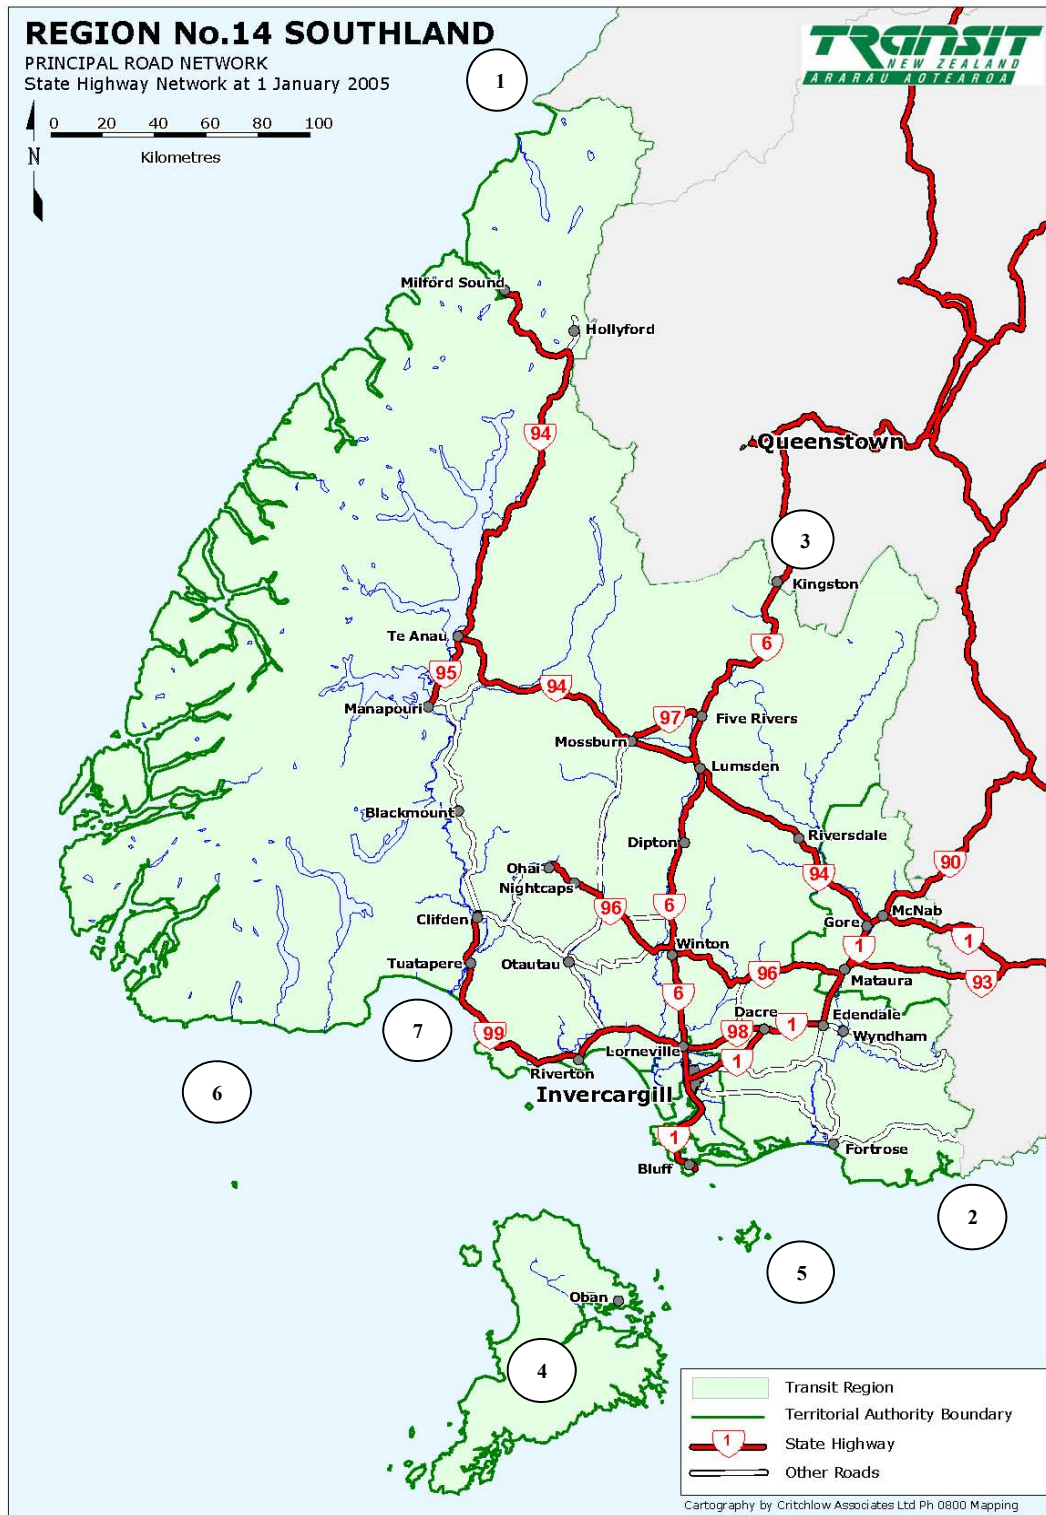 REGION No.14 SOUTHLAND
PRINCIPAL ROAD NETWORK
State Highway Network at 1 January 2005
TRANSIT
NEW ZEALAND
ARARAU AOTEAROA
1
0 20 40 60 80 100
Kilometres
N
Milford Sound
Hollyford
94
Queenstown
3
Kingston
Te Anau
6
95
94
Manapouri
97
Five Rivers
Mossburn
Lumsden
Blackmount
Riversdale
Dipton
90
Ohai
94
Nightcaps
96
6
McNab
Clifden
Gore
1
1
Winton
Tuatapere
Otautau
96
Mataura
93
6
Dacre
Edendale
7
99
98
1
Wyndham
Lorneville
Riverton
1
6
Invercargill
1
Fortrose
Bluff
2
5
Oban
4
Transit Region
Territorial Authority Boundary
1
State Highway
Other Roads
Cartography by Critchlow Associates Ltd Ph 0800 Mapping